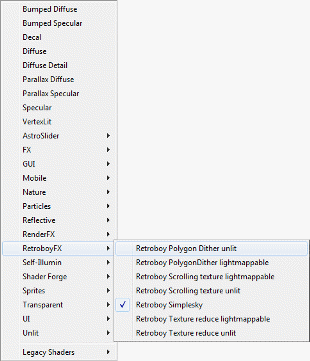 Bumped Diffuse
Bumped Specular
Decal
Diffuse
Diffuse Detail
Parallax Diffuse
Parallax Specular
Specular
VertexLit
AstroSlider
FX
GUI
Mobile
Nature
Particles
Reflective
RenderFX
RetroboyFX
Self-Illumin
Shader Forge
Sprites
Transparent
UI
Unlit
Legacy Shaders
Retroboy Polygon Dither unlit
Retroboy PolygonDither lightmappable
Retroboy Scrolling texture lightmappable
Retroboy Scrolling texture unlit
Retroboy Simplesky
Retroboy Texture reduce lightmappable
Retroboy Texture reduce unlit